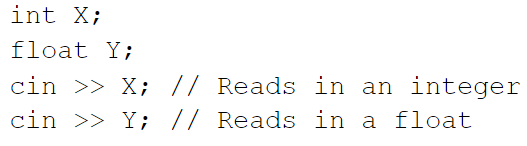 int X;
float Y;
cin >> X; // Reads in an integer
cin >> Y; // Reads in a float